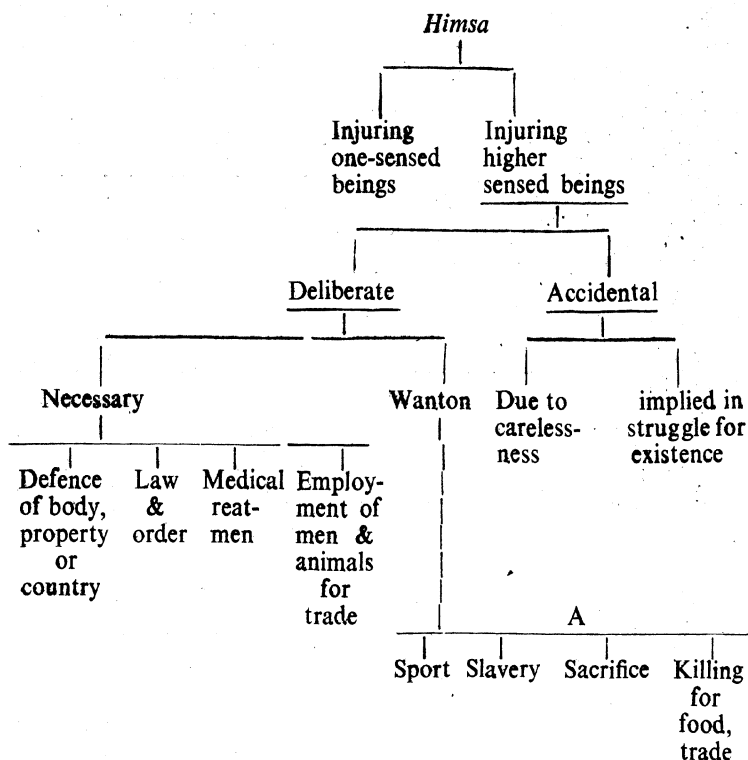 Himsa
Injuring
one-sensed
beings
Injuring
higher
sensed beings
Deliberate
Accidental
Necessary
Wanton
Due to
careless-
ness
implied in
struggle for
existence
Defence
of body,
property
or
country
Law
&
order
Medical
reat-
men
Employ-
ment of
men &
animals
for
trade
A
Sport
Slavery
Sacrifice
Killing
for
food,
trade